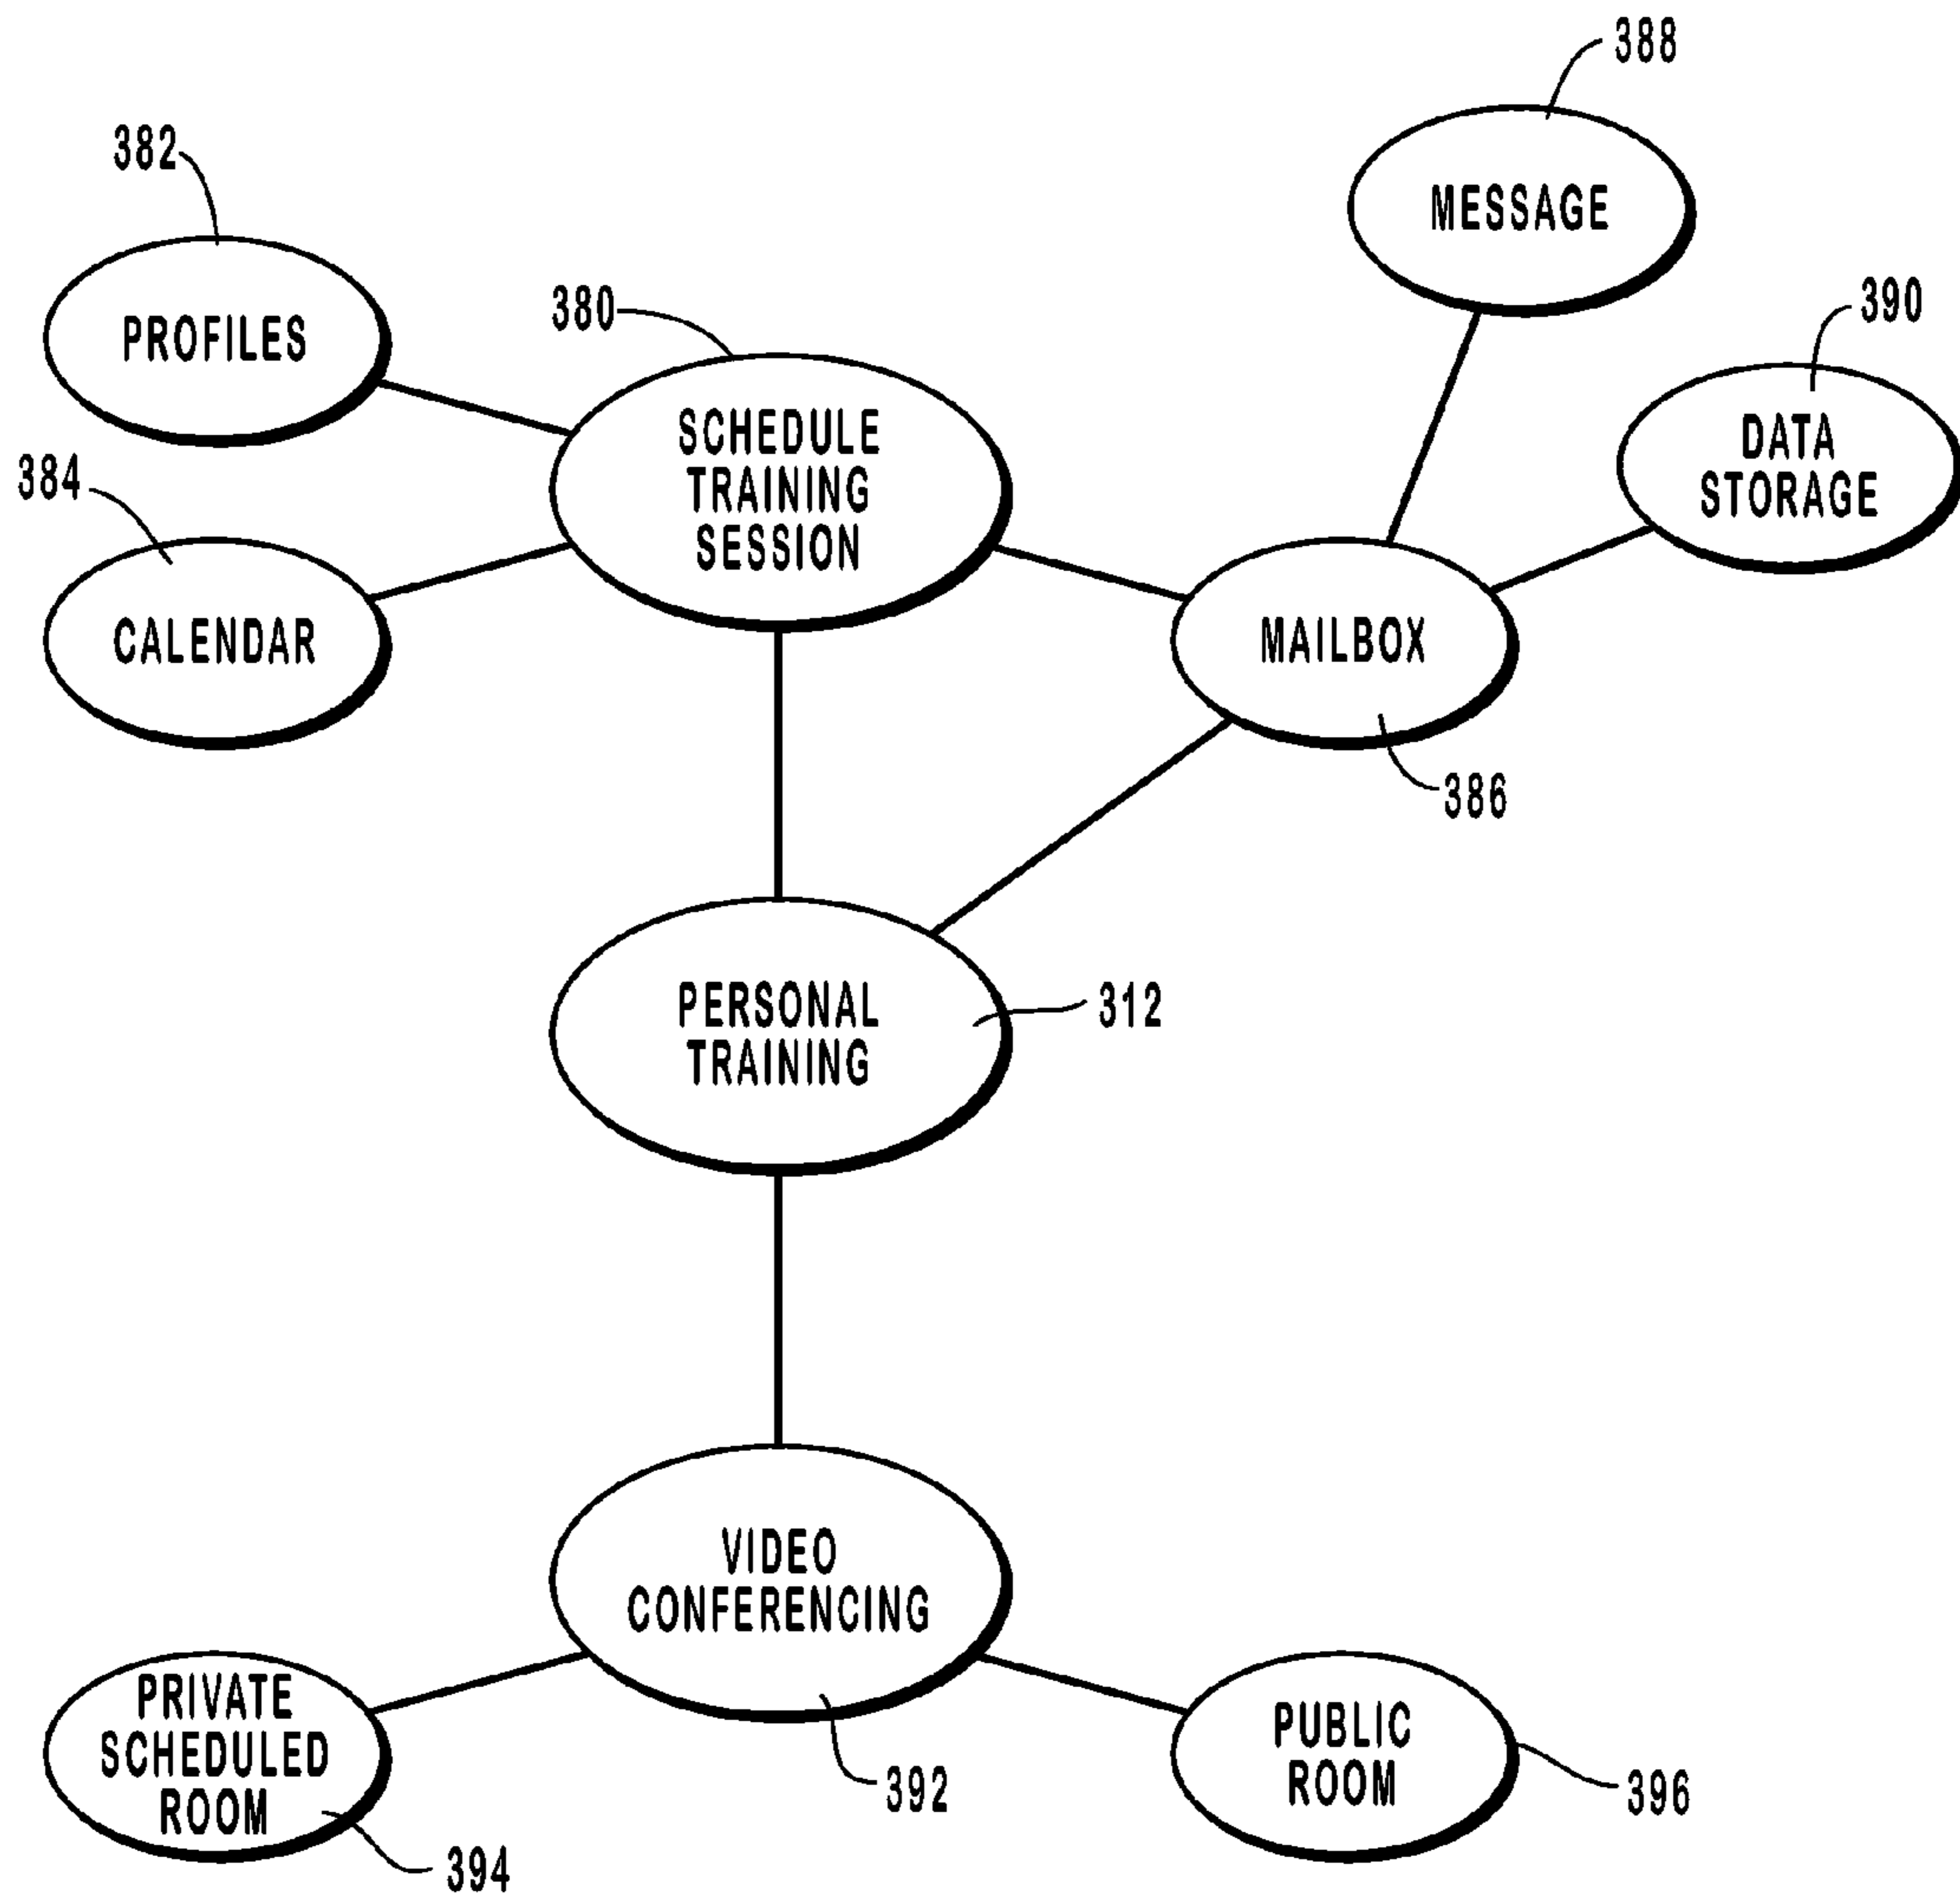 388
382
MESSAGE
390
380
PROFILES
SCHEDULE
TRAINING
SESSION
DATA
STORAGE
384
CALENDAR
MAILBOX
386
PERSONAL
TRAINING
312
VIDEO
CONFERENCING
PRIVATE
SCHEDULED
ROOM
PUBLIC
ROOM
392
396
394